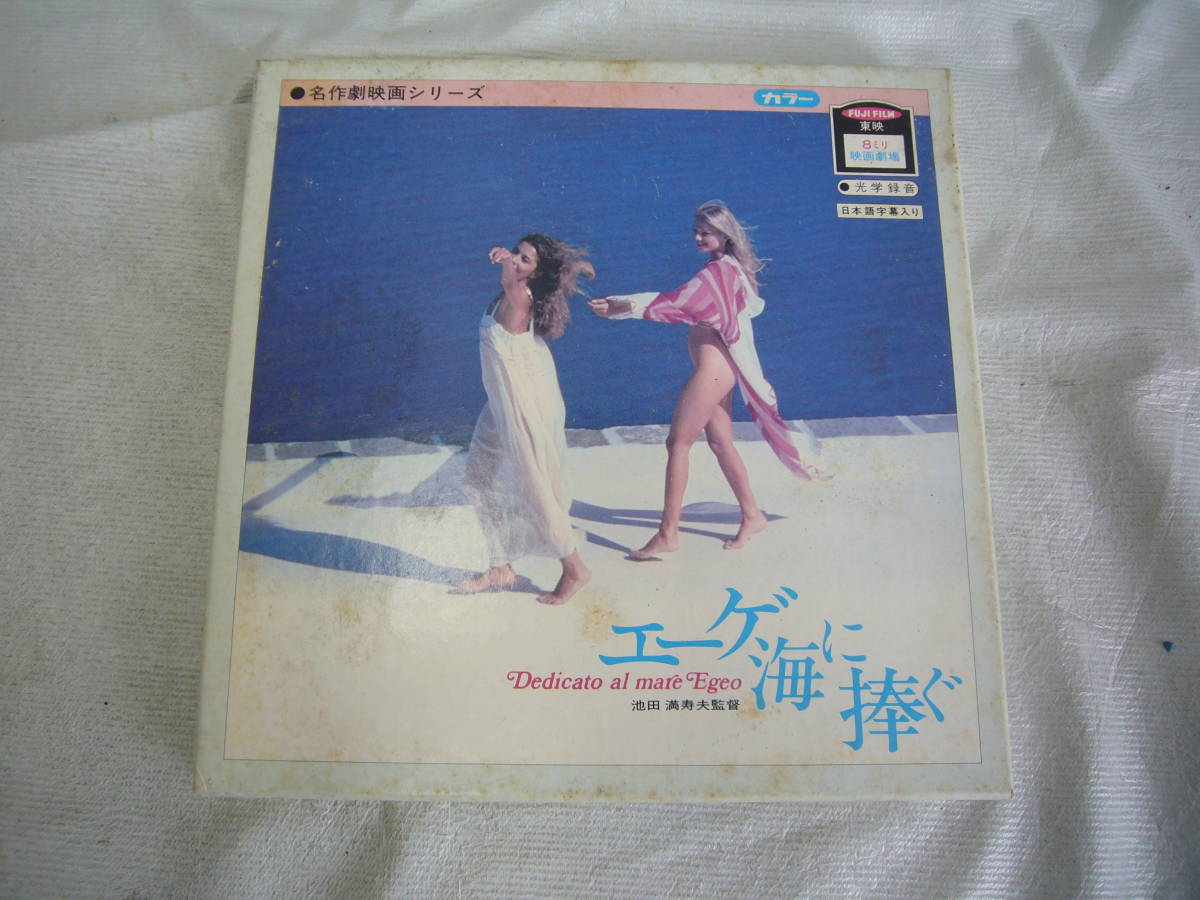 ●名作劇映画シリーズ
カラー
FUJI FILM
東映
8ミリ
映画劇場
●光学録音
日本語字幕入り
エーゲ海に捧ぐ
Dedicato al mare Egeo
池田 満寿夫監督